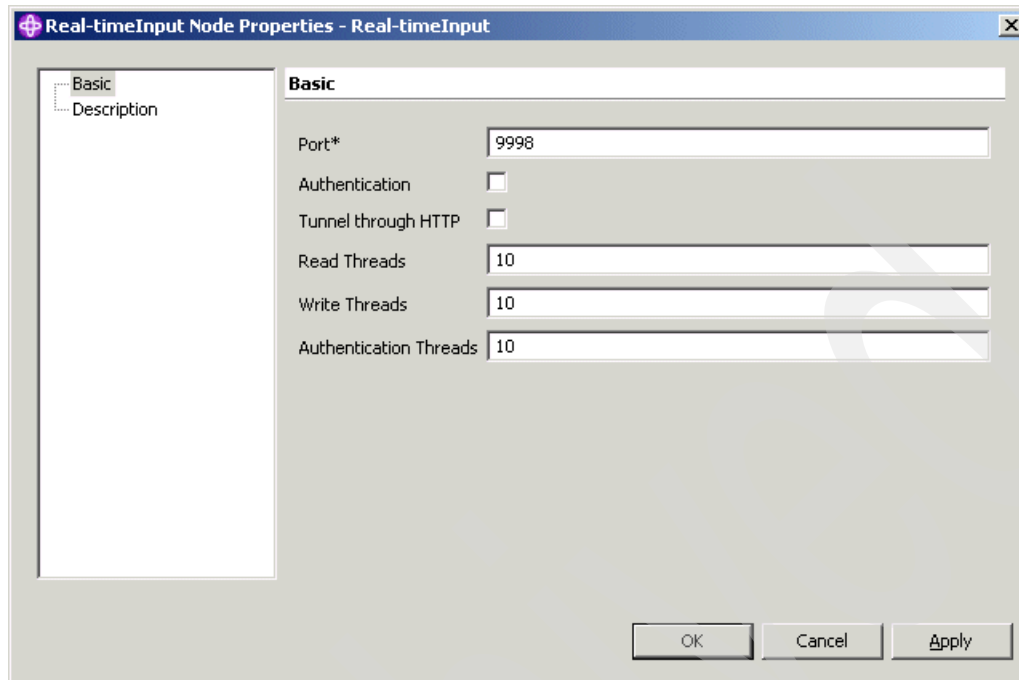 Real-timeInput Node Properties - Real-timeInput
Basic
Description
Basic
Port* 9998
Authentication
Tunnel through HTTP
Read Threads 10
Write Threads 10
Authentication Threads 10
OK Cancel Apply